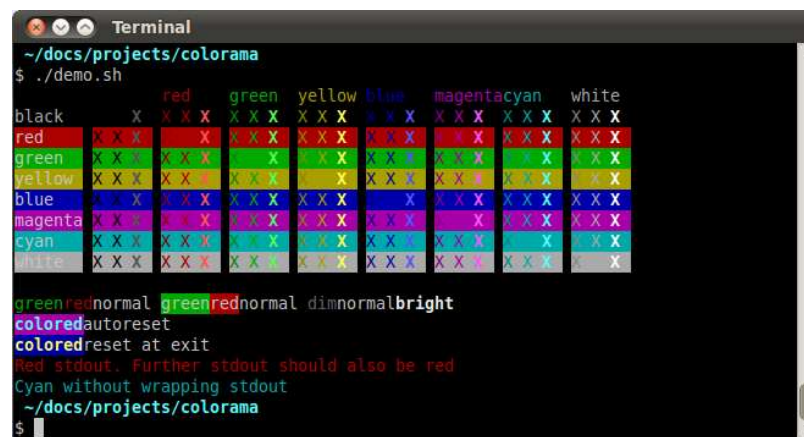 Terminal
~/docs/projects/colorama
$ ./demo.sh
red green yellow blue magentacyan white
black X X X X X X X X X X X X X X X X X X X X
red X X X X X X X X X X X X X X X X X X X X
green X X X X X X X X X X X X X X X X X X X X
yellow X X X X X X X X X X X X X X X X X X X X
blue X X X X X X X X X X X X X X X X X X
magenta X X X X X X X X X X X X X X X X X X X X
cyan X X X X X X X X X X X X X X X X X X X X
white X X X X X X X X X X X X X X X X X X X X X X X
greenrednormal greenrednormal dimnormalbright
coloredautoreset
coloredreset at exit
Red stdout. Further stdout should also be red
Cyan without wrapping stdout
~/docs/projects/colorama
$